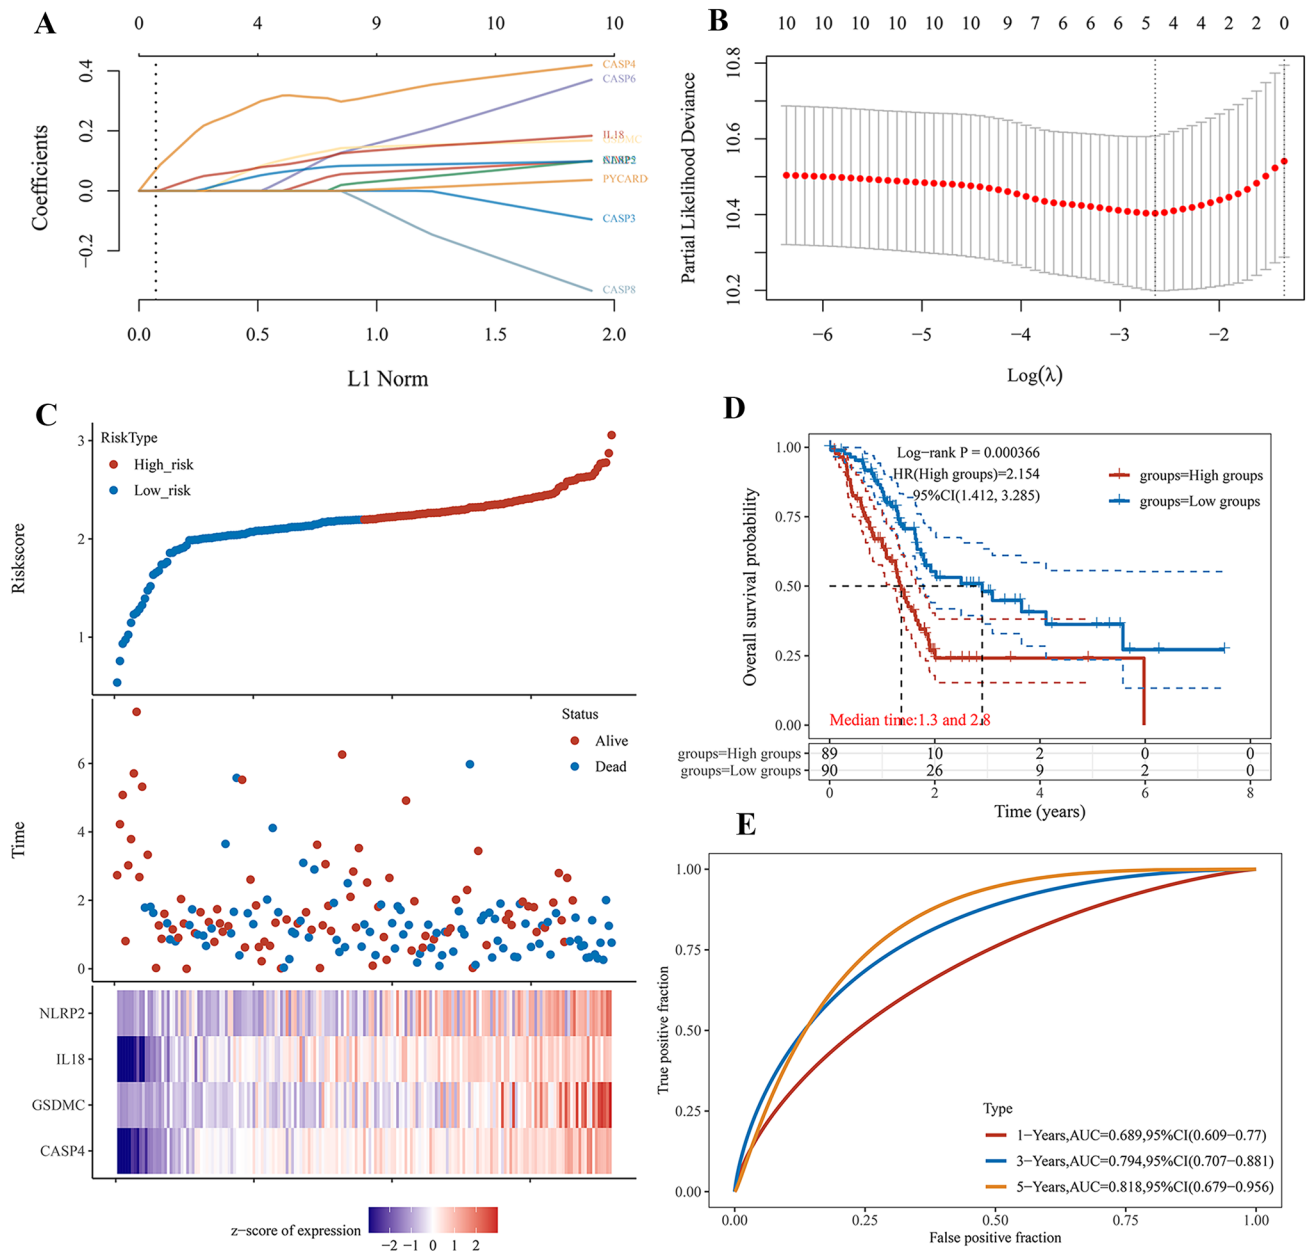 A
0 4 9 10 10
0.4
0.2
0.0
−0.2
Coefficients
CASP4
CASP6
IL18
PYCARD
CASP3
CASP8
0.0 0.5 1.0 1.5 2.0
L1 Norm
B
10 10 10 10 10 10 9 7 6 6 5 4 4 2 2 0
10.8
10.6
10.4
10.2
Partial Likelihood Deviance
−6 −5 −4 −3 −2
Log(λ)
C
RiskType
High_risk
Low_risk
3
2
1
Riskscore
Status
Alive
Dead
6
4
2
0
Time
NLRP2
IL18
GSDMC
CASP4
z−score of expression
−2 −1 0 1 2
D
1.00
0.75
0.50
0.25
0.00
Overall survival probability
Log−rank P = 0.000366
HR(High groups)=2.154
95%CI(1.412, 3.285)
groups=High groups
groups=Low groups
Median time:1.3 and 2.8
groups=High groups 89 10 2 0 0
groups=Low groups 90 26 9 2 0
0 2 4 6 8
Time (years)
E
1.00
0.75
0.50
0.25
0.00
True positive fraction
Type
1−Years,AUC=0.689,95%CI(0.609−0.77)
3−Years,AUC=0.794,95%CI(0.707−0.881)
5−Years,AUC=0.818,95%CI(0.679−0.956)
0.00 0.25 0.50 0.75 1.00
False positive fraction